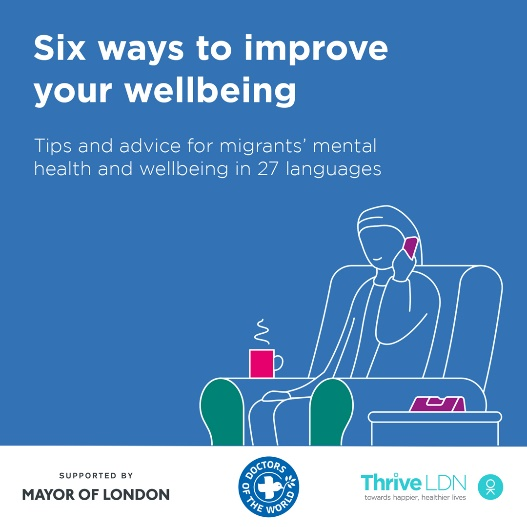 Six ways to improve
your wellbeing
Tips and advice for migrants’ mental
health and wellbeing in 27 languages
SUPPORTED BY
MAYOR OF LONDON
DOCTORS
OF THE WORLD
Thrive LDN
towards happier, healthier lives